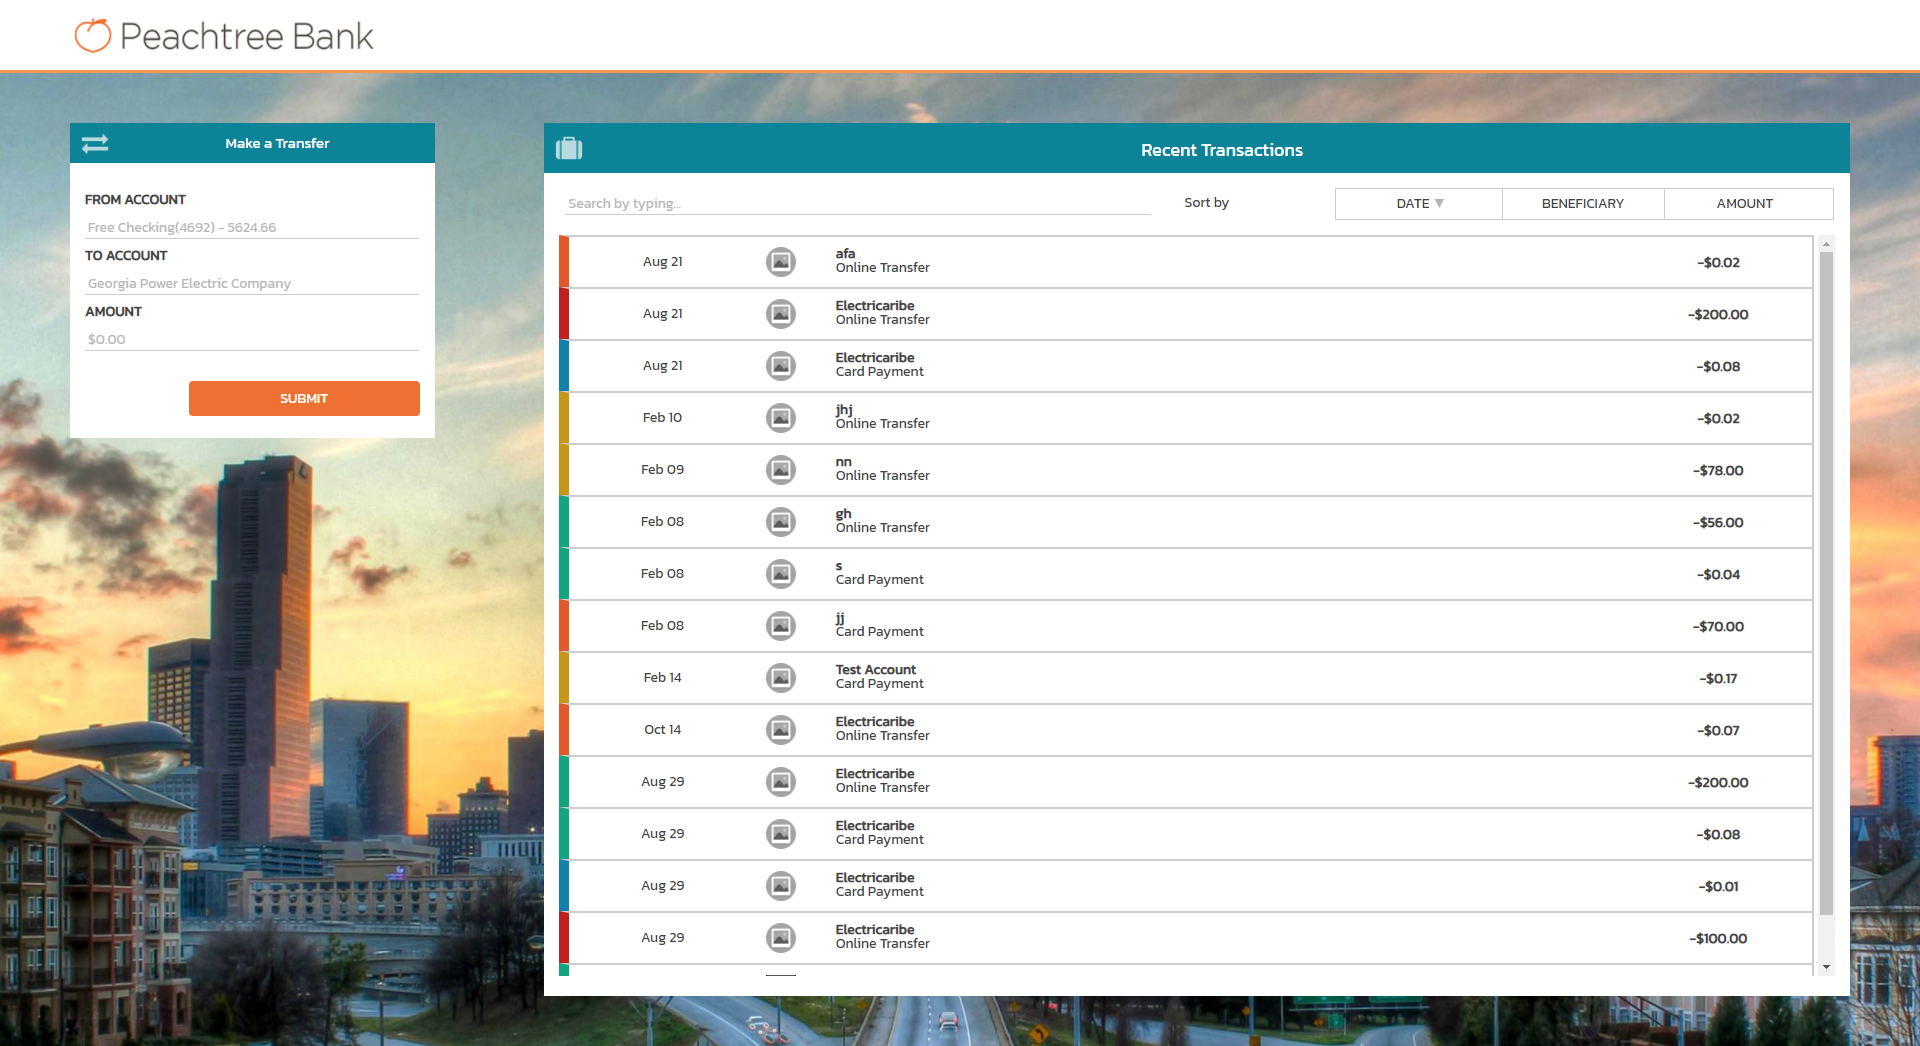 Peachtree Bank
Make a Transfer
FROM ACCOUNT
Free Checking(4692) - 5624.66
TO ACCOUNT
Georgia Power Electric Company
AMOUNT
$0.00
SUBMIT
Recent Transactions
Search by typing...
Sort by
DATE ▼ BENEFICIARY AMOUNT
Aug 21 afa -$0.02
Online Transfer
Aug 21 Electricaribe -$200.00
Online Transfer
Aug 21 Electricaribe -$0.08
Card Payment
Feb 10 jhj -$0.02
Online Transfer
Feb 09 nn -$78.00
Online Transfer
Feb 08 gh -$56.00
Online Transfer
Feb 08 s -$0.04
Card Payment
Feb 08 jj -$70.00
Card Payment
Feb 14 Test Account -$0.17
Card Payment
Oct 14 Electricaribe -$0.07
Online Transfer
Aug 29 Electricaribe -$200.00
Online Transfer
Aug 29 Electricaribe -$0.08
Card Payment
Aug 29 Electricaribe -$0.01
Card Payment
Aug 29 Electricaribe -$100.00
Online Transfer